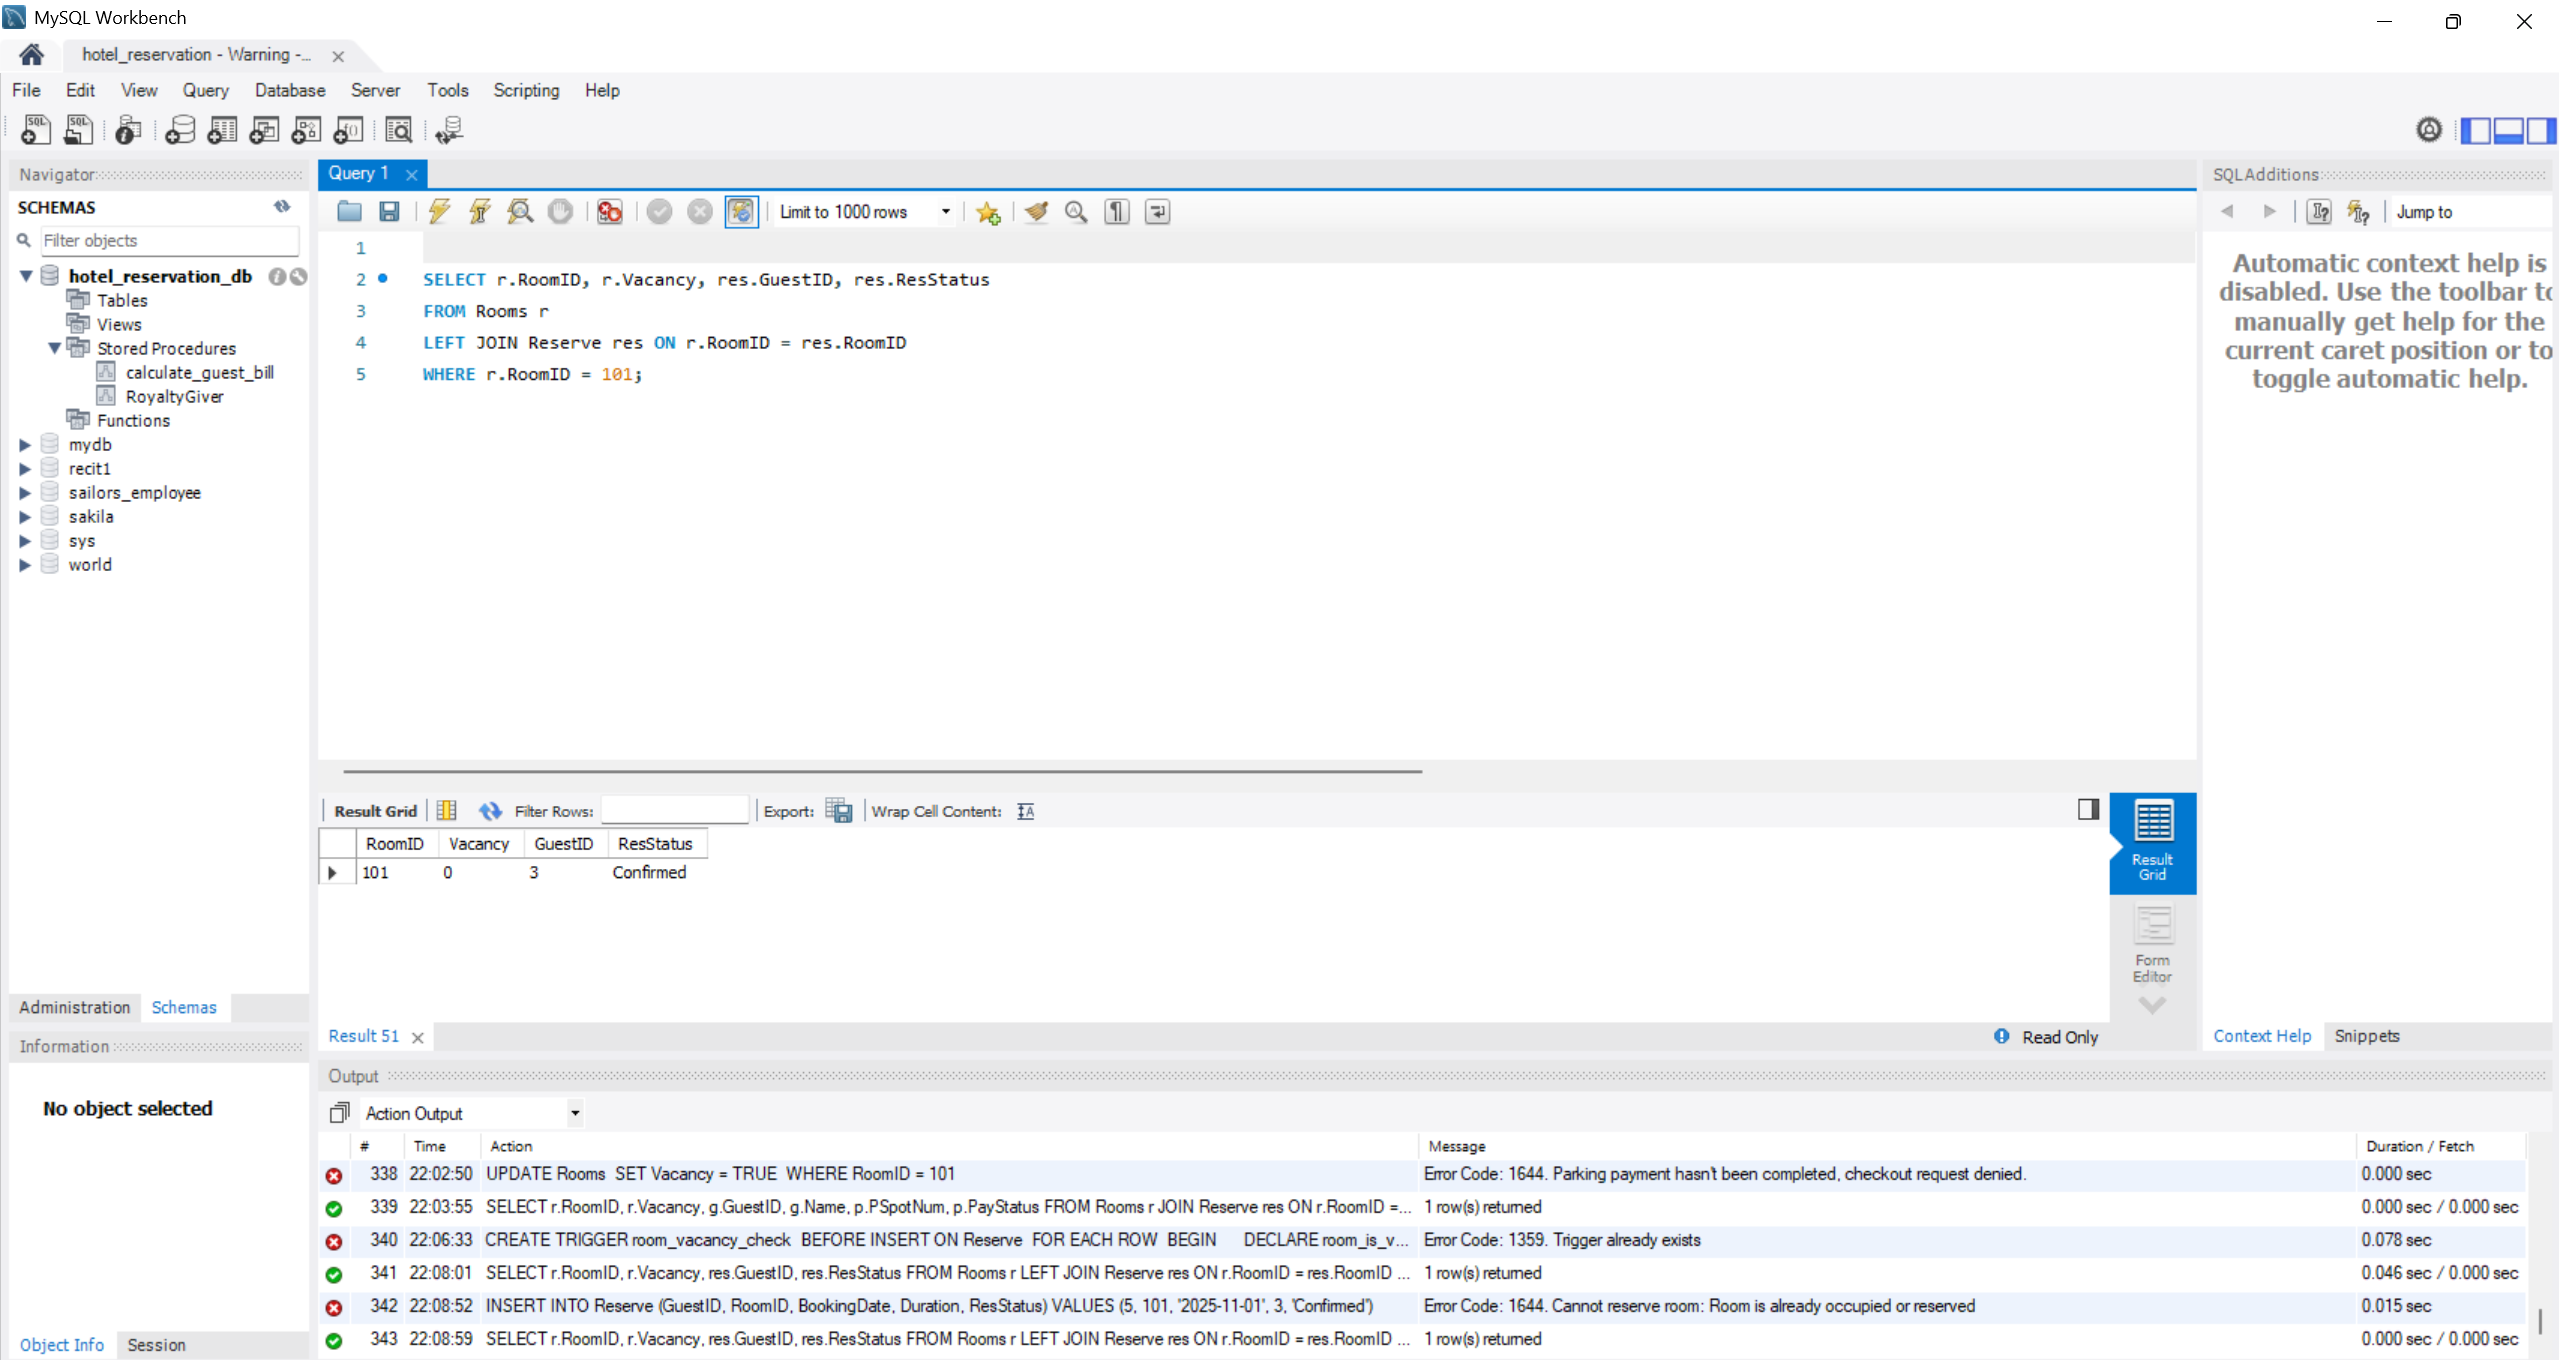 MySQL Workbench
hotel_reservation - Warning -...
File Edit View Query Database Server Tools Scripting Help
Navigator
SCHEMAS
Filter objects
hotel_reservation_db
Tables
Views
Stored Procedures
calculate_guest_bill
RoyaltyGiver
Functions
mydb
recit1
sailors_employee
sakila
sys
world
Administration Schemas
Information
No object selected
Object Info Session
Query 1
Limit to 1000 rows
1
2 SELECT r.RoomID, r.Vacancy, res.GuestID, res.ResStatus
3 FROM Rooms r
4 LEFT JOIN Reserve res ON r.RoomID = res.RoomID
5 WHERE r.RoomID = 101;
Result Grid Filter Rows: Export: Wrap Cell Content:
RoomID Vacancy GuestID ResStatus
101 0 3 Confirmed
Result Grid
Form Editor
Result 51 Read Only
SQLAdditions
Jump to
Automatic context help is
disabled. Use the toolbar to
manually get help for the
current caret position or to
toggle automatic help.
Context Help Snippets
Output
Action Output
# Time Action Message Duration / Fetch
338 22:02:50 UPDATE Rooms SET Vacancy = TRUE WHERE RoomID = 101 Error Code: 1644. Parking payment hasn't been completed, checkout request denied. 0.000 sec
339 22:03:55 SELECT r.RoomID, r.Vacancy, g.GuestID, g.Name, p.PSpotNum, p.PayStatus FROM Rooms r JOIN Reserve res ON r.RoomID =... 1 row(s) returned 0.000 sec / 0.000 sec
340 22:06:33 CREATE TRIGGER room_vacancy_check BEFORE INSERT ON Reserve FOR EACH ROW BEGIN DECLARE room_is_v... Error Code: 1359. Trigger already exists 0.078 sec
341 22:08:01 SELECT r.RoomID, r.Vacancy, res.GuestID, res.ResStatus FROM Rooms r LEFT JOIN Reserve res ON r.RoomID = res.RoomID ... 1 row(s) returned 0.046 sec / 0.000 sec
342 22:08:52 INSERT INTO Reserve (GuestID, RoomID, BookingDate, Duration, ResStatus) VALUES (5, 101, '2025-11-01', 3, 'Confirmed') Error Code: 1644. Cannot reserve room: Room is already occupied or reserved 0.015 sec
343 22:08:59 SELECT r.RoomID, r.Vacancy, res.GuestID, res.ResStatus FROM Rooms r LEFT JOIN Reserve res ON r.RoomID = res.RoomID ... 1 row(s) returned 0.000 sec / 0.000 sec